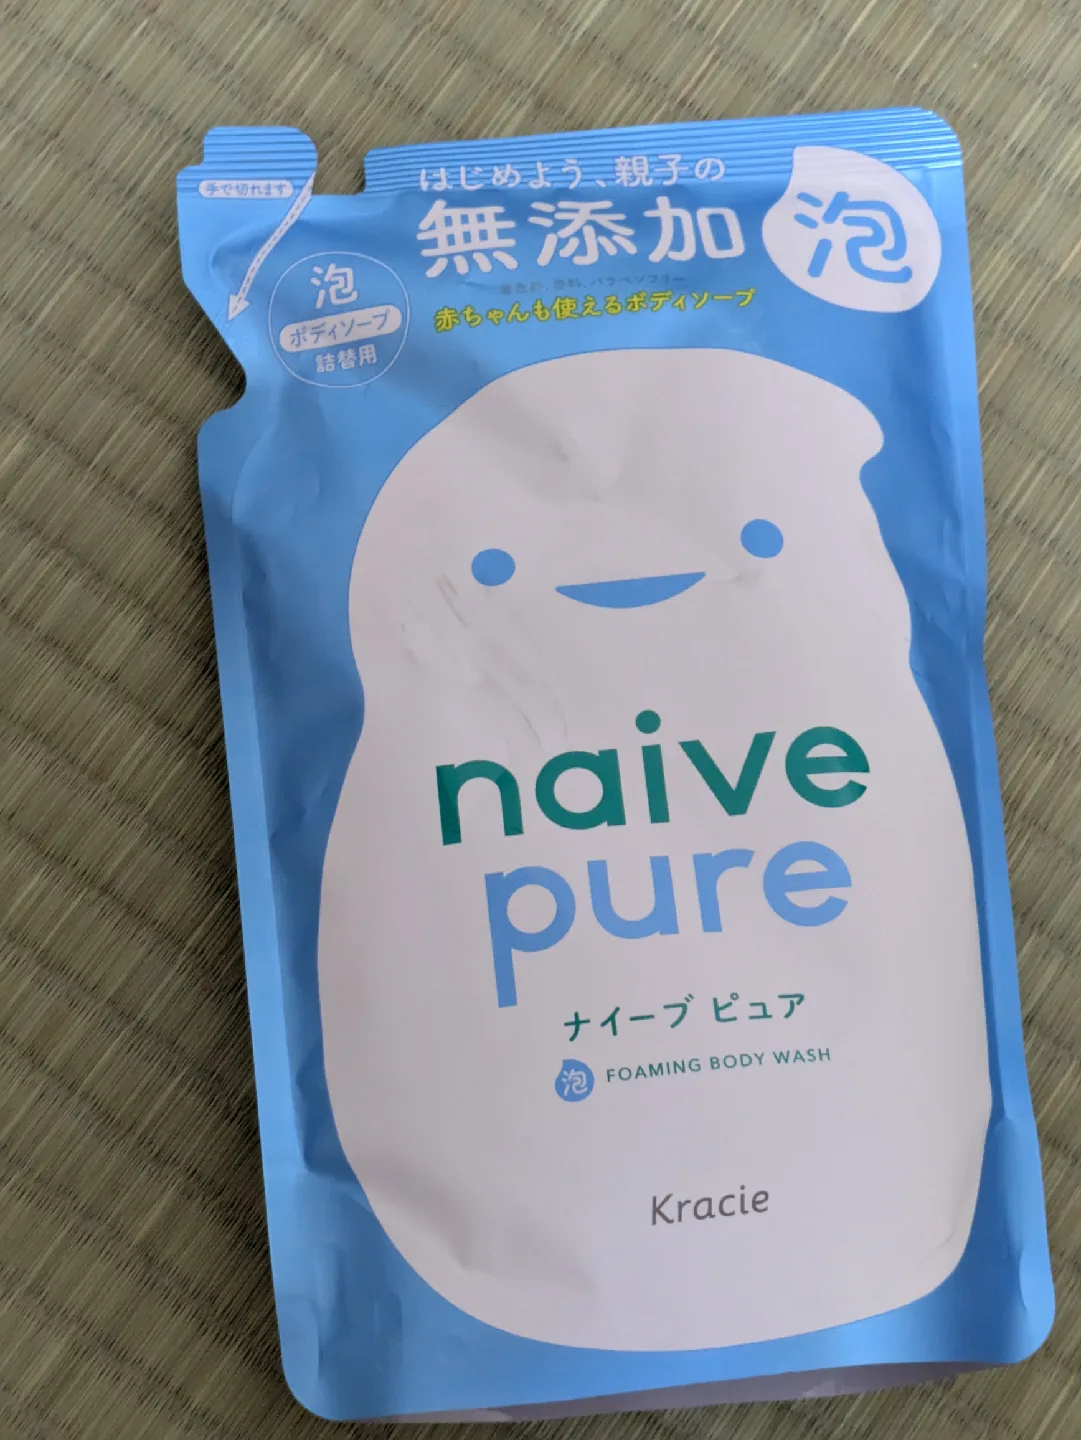 手で切れます
はじめよう、親子の
無添加
泡
着色料、香料、パラベンフリー
赤ちゃんも使えるボディソープ
泡
ボディソープ
詰替用
naive
pure
ナイーブ ピュア
泡 FOAMING BODY WASH
Kracie